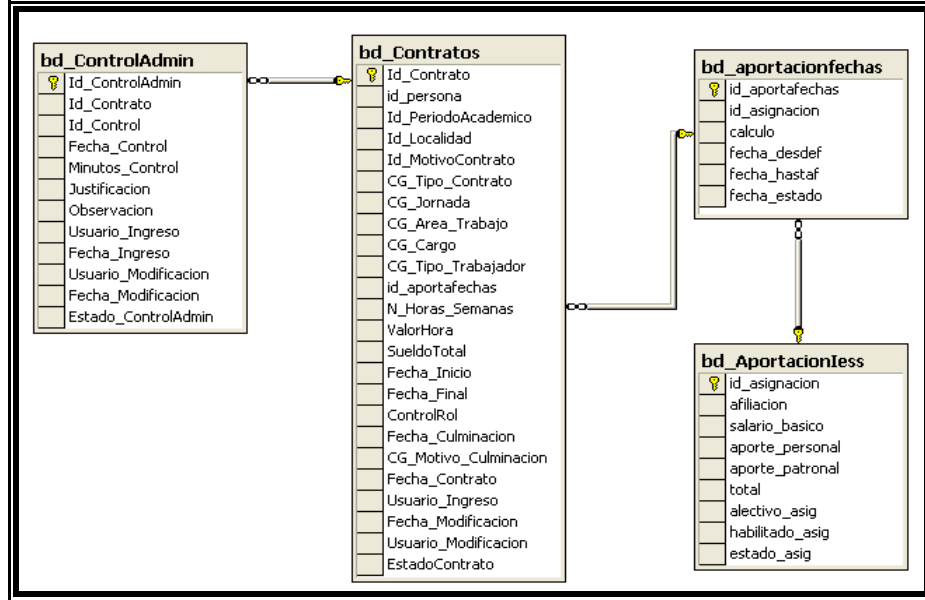 bd_ControlAdmin
Id_ControlAdmin
Id_Contrato
Id_Control
Fecha_Control
Minutos_Control
Justificacion
Observacion
Usuario_Ingreso
Fecha_Ingreso
Usuario_Modificacion
Fecha_Modificacion
Estado_ControlAdmin
bd_Contratos
Id_Contrato
id_persona
Id_PeriodoAcademico
Id_Localidad
Id_MotivoContrato
CG_Tipo_Contrato
CG_Jornada
CG_Area_Trabajo
CG_Cargo
CG_Tipo_Trabajador
id_aportafechas
N_Horas_Semanas
ValorHora
SueldoTotal
Fecha_Inicio
Fecha_Final
ControlRol
Fecha_Culminacion
CG_Motivo_Culminacion
Fecha_Contrato
Usuario_Ingreso
Fecha_Modificacion
Usuario_Modificacion
EstadoContrato
bd_aportacionfechas
id_aportafechas
id_asignacion
calculo
fecha_desdef
fecha_hastaf
fecha_estado
bd_AportacionIess
id_asignacion
afiliacion
salario_basico
aporte_personal
aporte_patronal
total
alectivo_asig
habilitado_asig
estado_asig